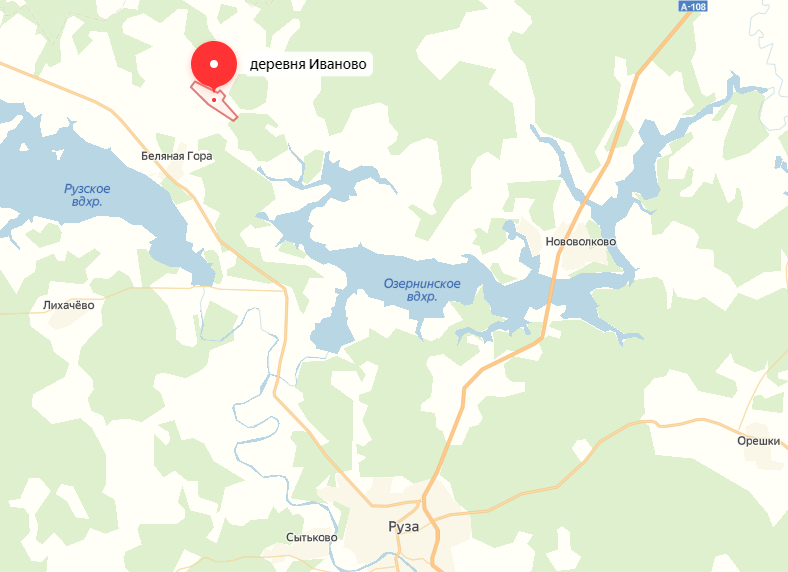 А-108
деревня Иваново
Беляная Гора
Рузское
вдхр.
Нововолково
Озернинское
вдхр.
Лихачёво
Орешки
Руза
Сытьково